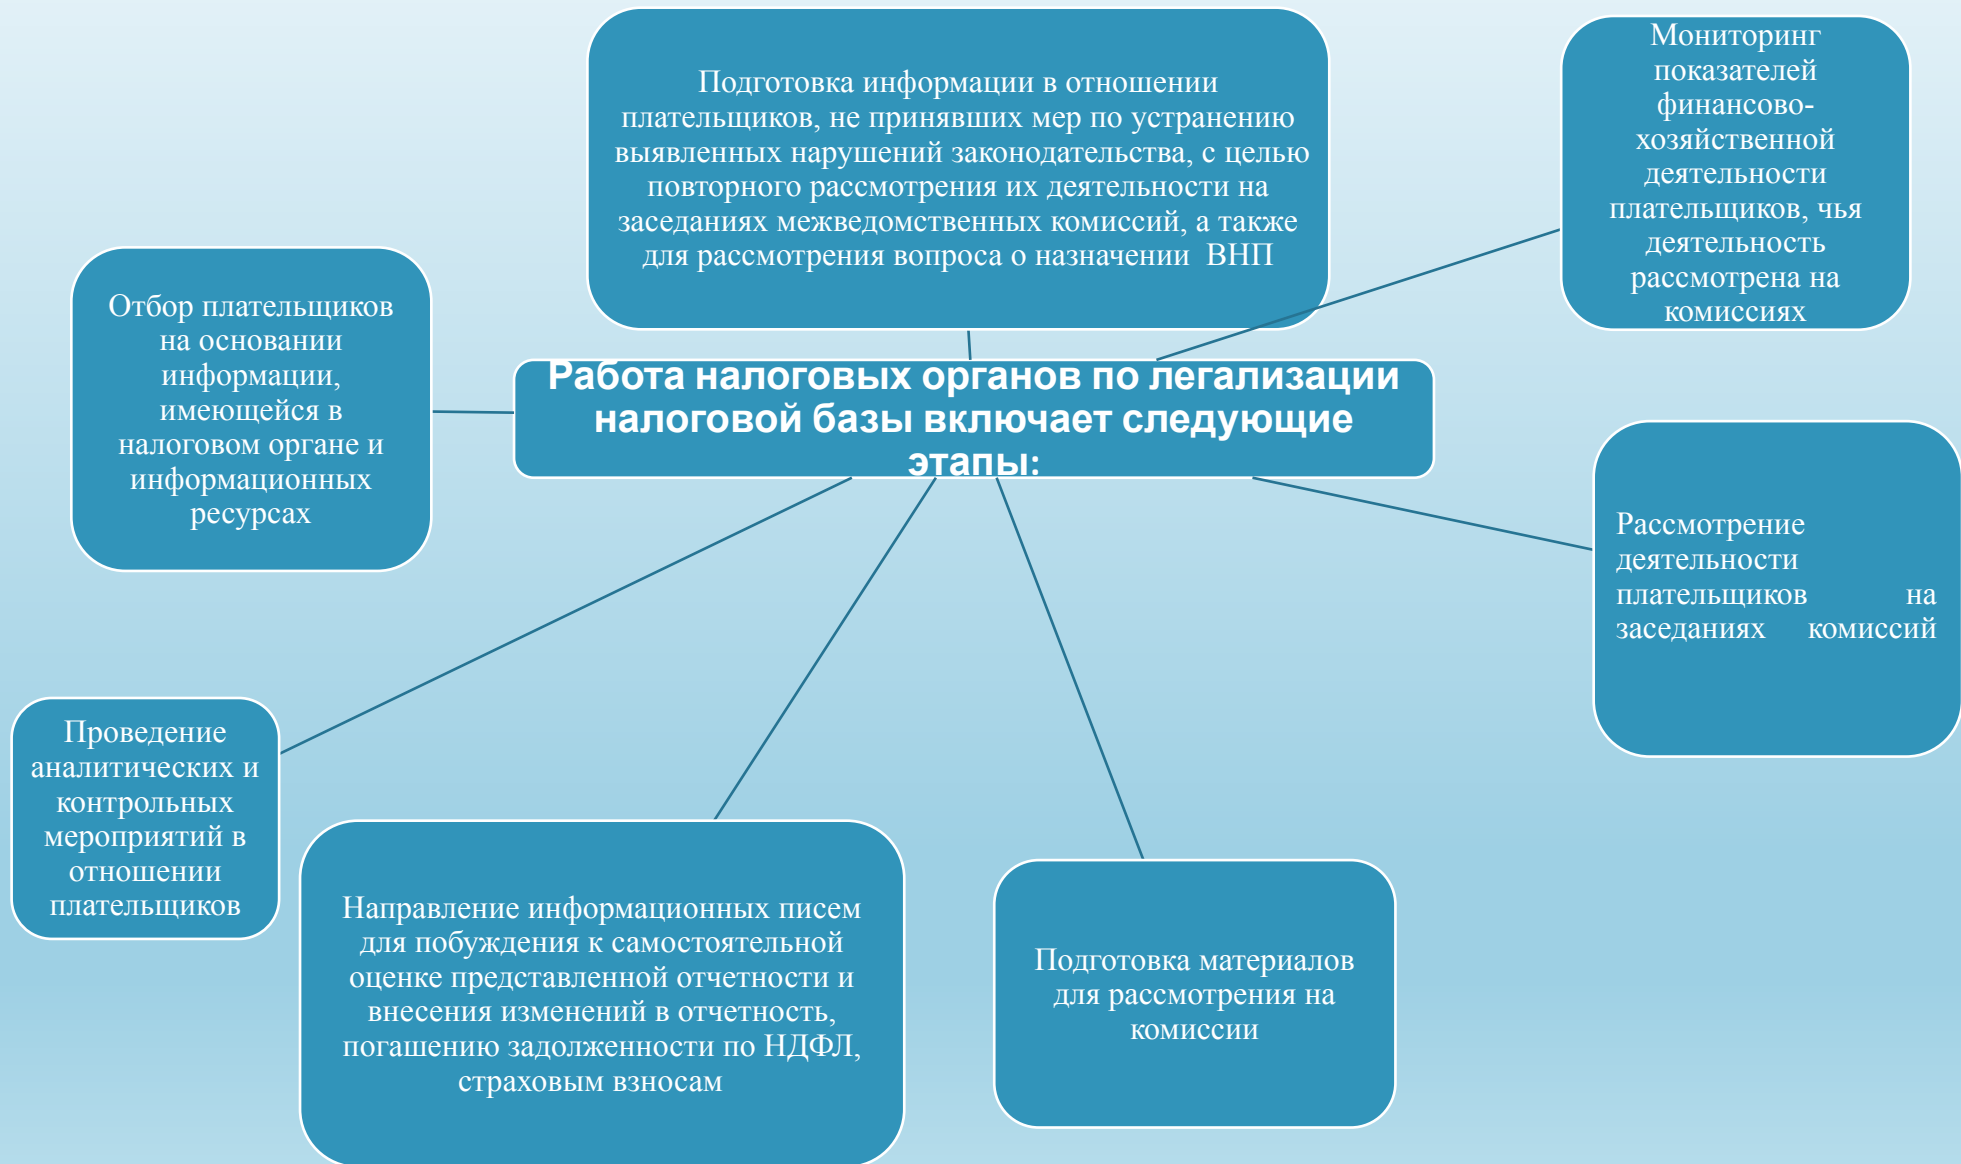 Подготовка информации в отношении
плательщиков, не принявших мер по устранению
выявленных нарушений законодательства, с целью
повторного рассмотрения их деятельности на
заседаниях межведомственных комиссий, а также
для рассмотрения вопроса о назначении ВНП
Мониторинг
показателей
финансово-
хозяйственной
деятельности
плательщиков, чья
деятельность
рассмотрена на
комиссиях
Отбор плательщиков
на основании
информации,
имеющейся в
налоговом органе и
информационных
ресурсах
Работа налоговых органов по легализации
налоговой базы включает следующие
этапы:
Рассмотрение
деятельности
плательщиков на
заседаниях комиссий
Проведение
аналитических и
контрольных
мероприятий в
отношении
плательщиков
Направление информационных писем
для побуждения к самостоятельной
оценке представленной отчетности и
внесения изменений в отчетность,
погашению задолженности по НДФЛ,
страховым взносам
Подготовка материалов
для рассмотрения на
комиссии